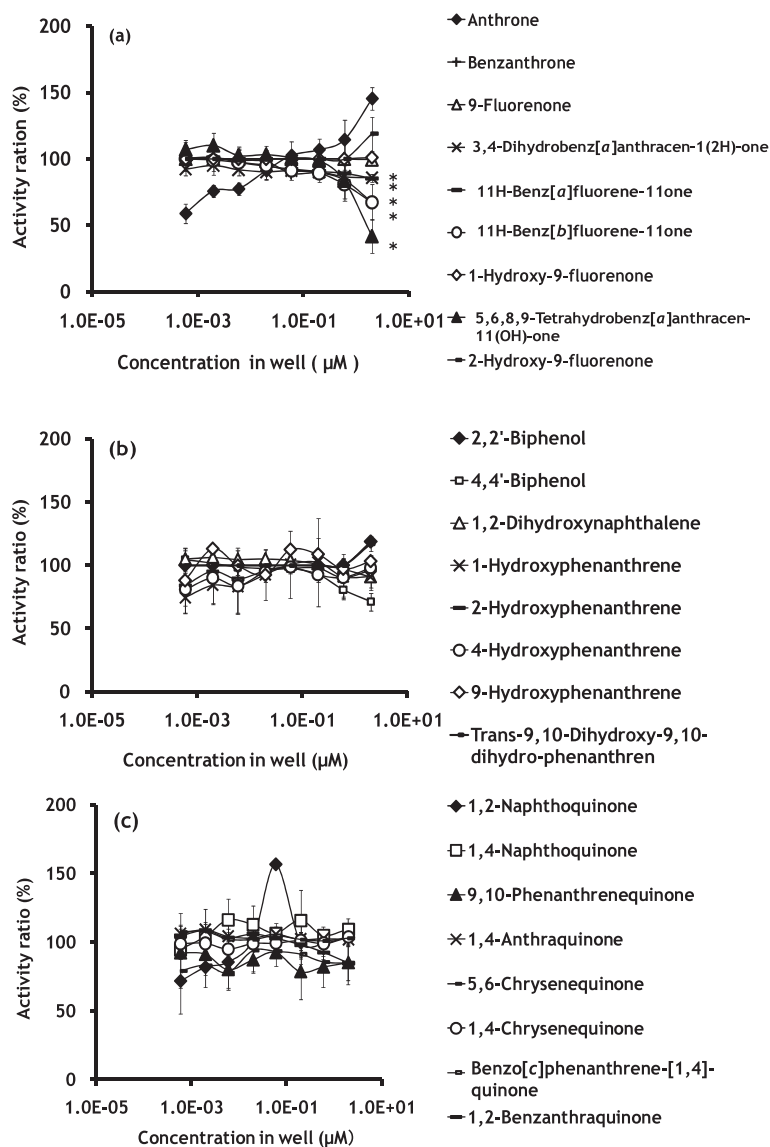 (a)
200
150
100
50
0
Activity ration (%)
1.0E-05 1.0E-03 1.0E-01 1.0E+01
Concentration in well ( µM )
*
*
*
*
*
Anthrone
Benzanthrone
9-Fluorenone
3,4-Dihydrobenz[a]anthracen-1(2H)-one
11H-Benz[a]fluorene-11one
11H-Benz[b]fluorene-11one
1-Hydroxy-9-fluorenone
5,6,8,9-Tetrahydrobenz[a]anthracen-
11(OH)-one
2-Hydroxy-9-fluorenone
(b)
200
150
100
50
0
Activity ratio (%)
1.0E-05 1.0E-03 1.0E-01 1.0E+01
Concentration in well (µM)
2,2'-Biphenol
4,4'-Biphenol
1,2-Dihydroxynaphthalene
1-Hydroxyphenanthrene
2-Hydroxyphenanthrene
4-Hydroxyphenanthrene
9-Hydroxyphenanthrene
Trans-9,10-Dihydroxy-9,10-
dihydro-phenanthren
(c)
200
150
100
50
0
Activity ratio (%)
1.0E-05 1.0E-03 1.0E-01 1.0E+01
Concentration in well (µM)
1,2-Naphthoquinone
1,4-Naphthoquinone
9,10-Phenanthrenequinone
1,4-Anthraquinone
5,6-Chrysenequinone
1,4-Chrysenequinone
Benzo[c]phenanthrene-[1,4]-
quinone
1,2-Benzanthraquinone